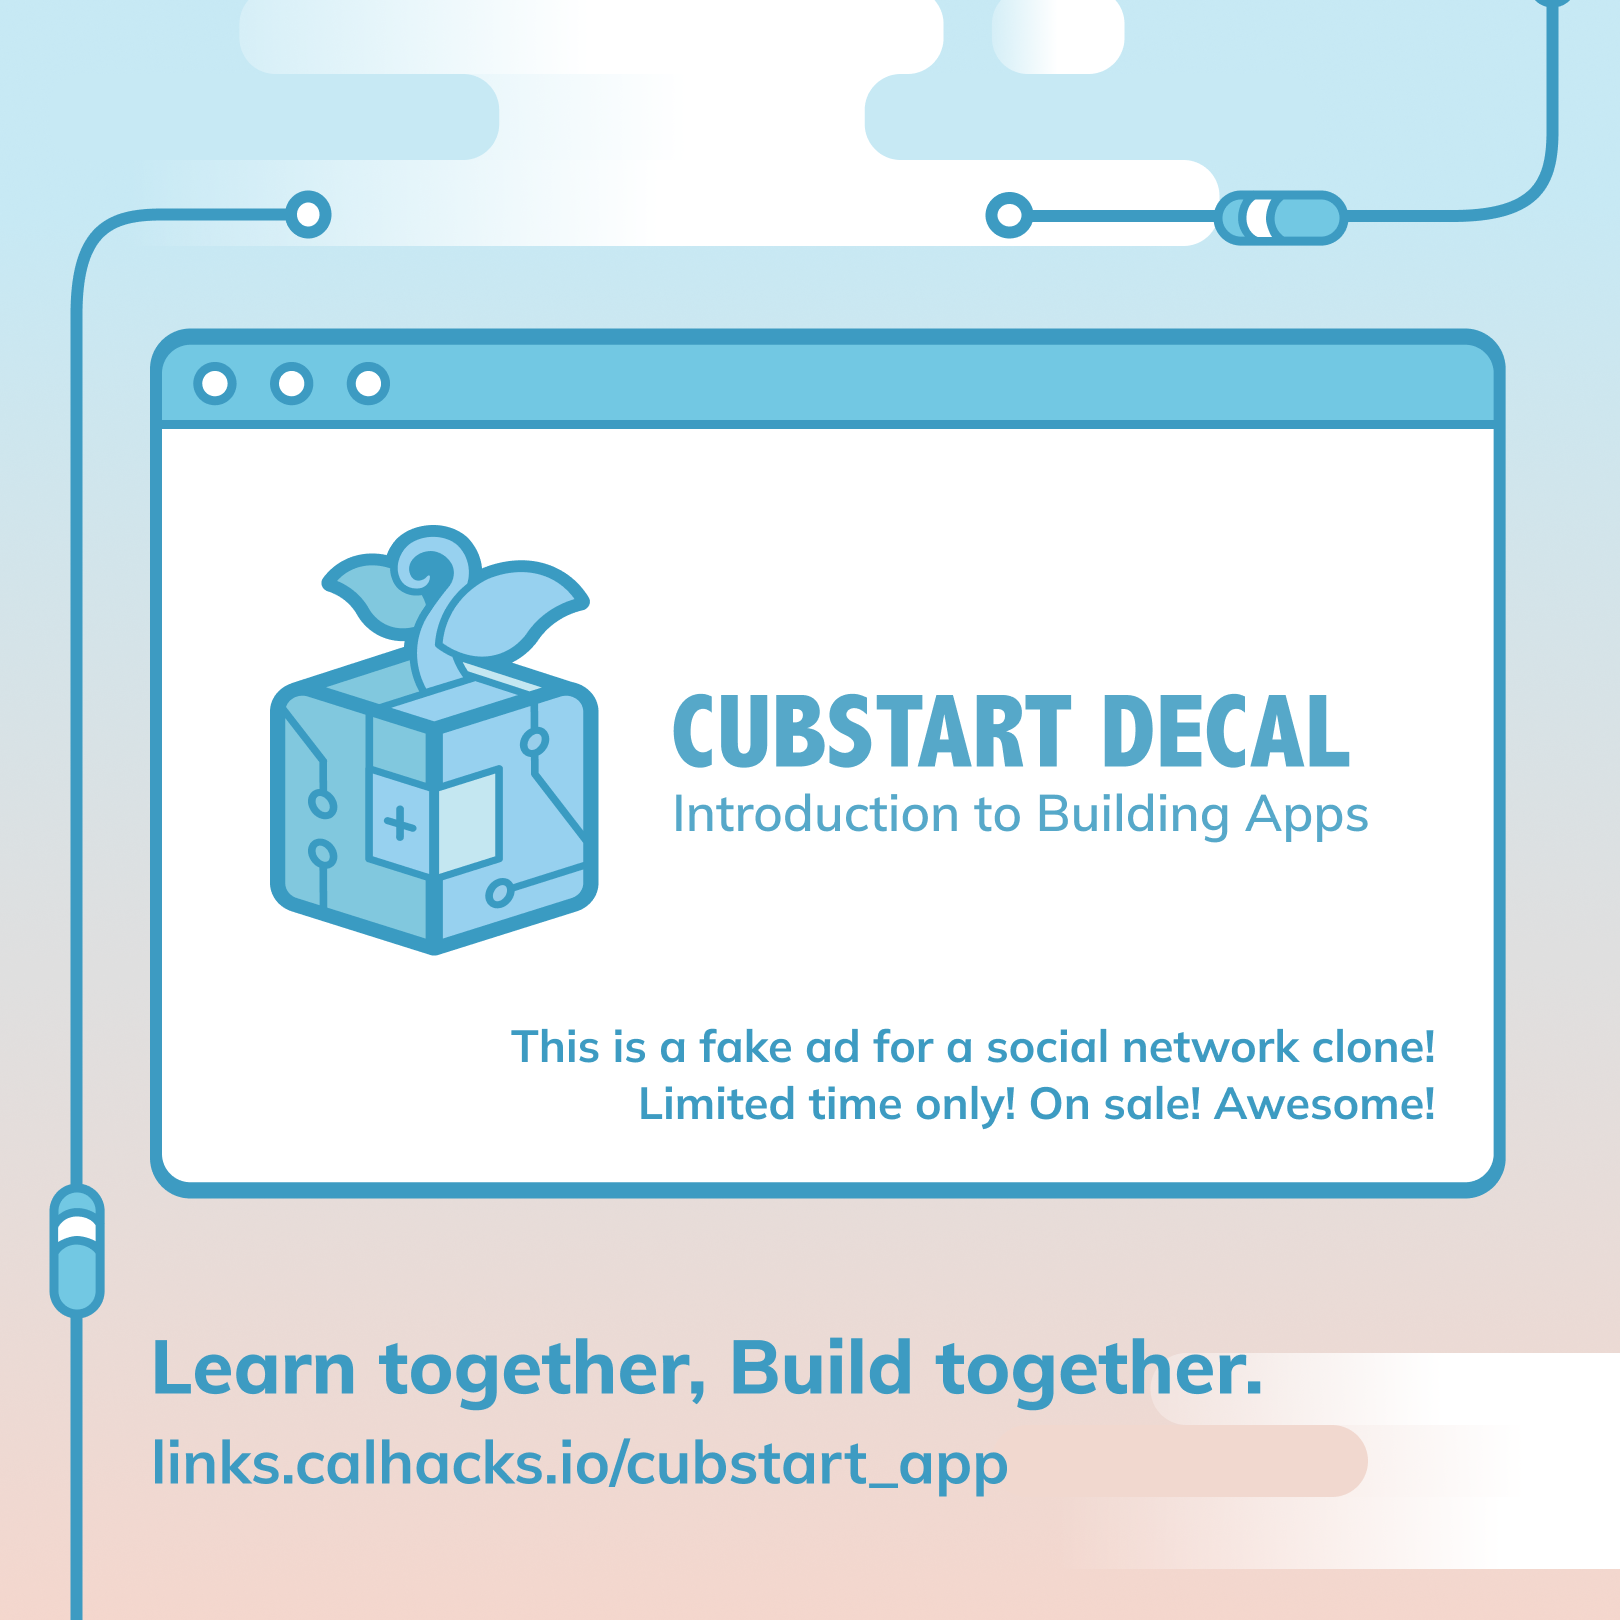 CUBSTART DECAL
Introduction to Building Apps
This is a fake ad for a social network clone!
Limited time only! On sale! Awesome!
Learn together, Build together.
links.calhacks.io/cubstart_app